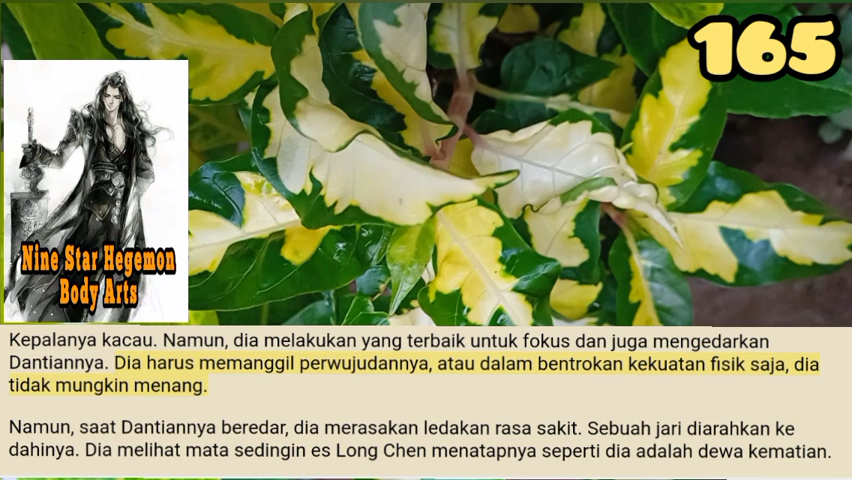 165
Nine Star Hegemon
Body Arts
Kepalanya kacau. Namun, dia melakukan yang terbaik untuk fokus dan juga mengedarkan
Dantiannya. Dia harus memanggil perwujudannya, atau dalam bentrokan kekuatan fisik saja, dia
tidak mungkin menang.
Namun, saat Dantiannya beredar, dia merasakan ledakan rasa sakit. Sebuah jari diarahkan ke
dahinya. Dia melihat mata sedingin es Long Chen menatapnya seperti dia adalah dewa kematian.